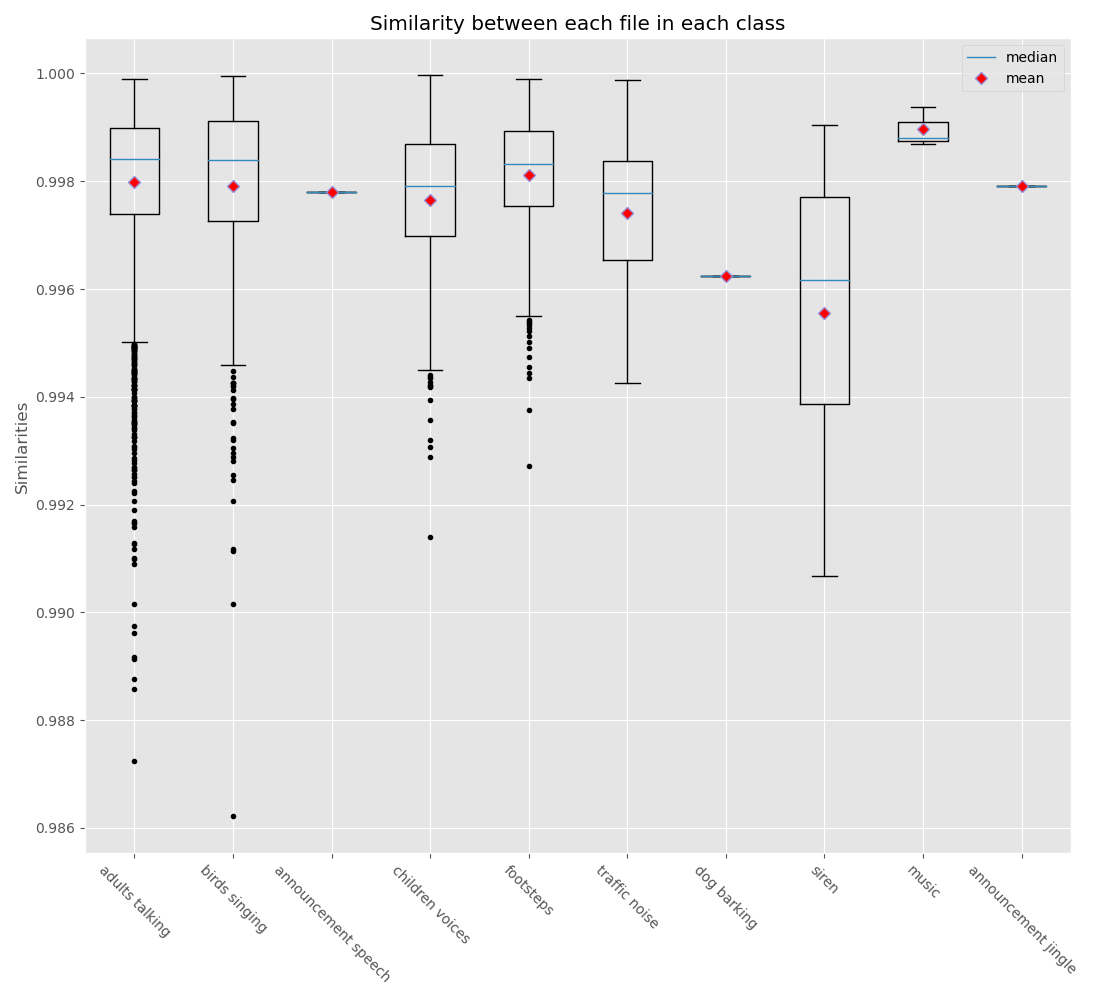 Similarity between each file in each class
median
mean
Similarities
1.000
0.998
0.996
0.994
0.992
0.990
0.988
0.986
adults talking
birds singing
announcement speech
children voices
footsteps
traffic noise
dog barking
siren
music
announcement jingle